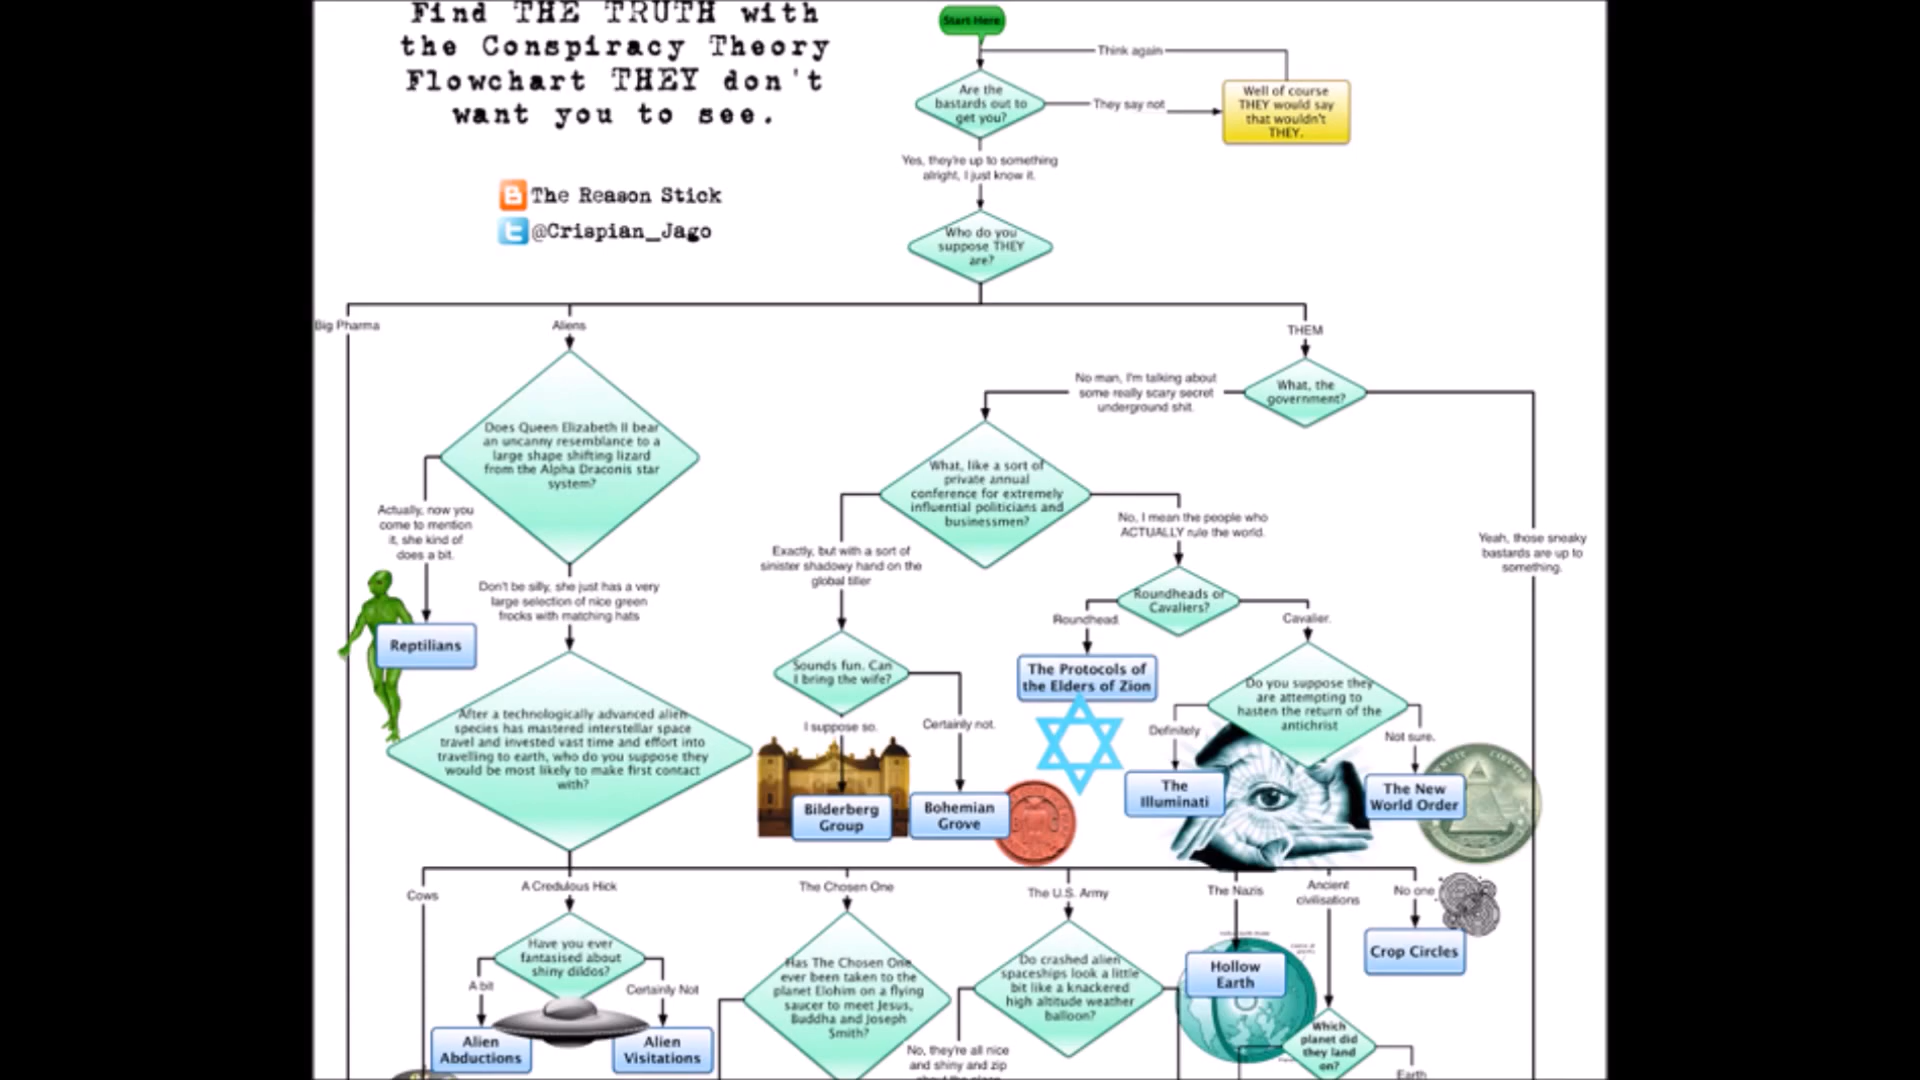 Find THE TRUTH with
the Conspiracy Theory
Flowchart THEY don't
want you to see.
The Reason Stick
@Crispian_Jago
Start Here
Think again
Are the
bastards out to
get you?
They say not
Well of course
THEY would say
that wouldn't
THEY.
Yes, they're up to something
alright, I just know it.
Who do you
suppose THEY
are?
Big Pharma
Aliens
THEM
What, the
government?
No man, I'm talking about
some really scary secret
underground shit.
Yeah, those sneaky
bastards are up to
something.
Does Queen Elizabeth II bear
an uncanny resemblance to a
large shape shifting lizard
from the Alpha Draconis star
system?
Actually, now you
come to mention
it, she kind of
does a bit.
Reptilians
Don't be silly, she just has a very
large selection of nice green
frocks with matching hats
What, like a sort of
private annual
conference for extremely
influential politicians and
businessmen?
Exactly, but with a sort of
sinister shadowy hand on the
global tiller
No, I mean the people who
ACTUALLY rule the world.
Roundheads or
Cavaliers?
Roundhead.
Cavalier.
The Protocols of
the Elders of Zion
Sounds fun. Can
I bring the wife?
I suppose so.
Certainly not.
Bilderberg
Group
Bohemian
Grove
Do you suppose they
are attempting to
hasten the return of the
antichrist
Definitely
Not sure.
The
Illuminati
The New
World Order
After a technologically advanced alien
species has mastered interstellar space
travel and invested vast time and effort into
travelling to earth, who do you suppose they
would be most likely to make first contact
with?
Cows
A Credulous Hick
The Chosen One
The U.S. Army
The Nazis
Ancient
civilisations
No one
Crop Circles
Have you ever
fantasised about
shiny dildos?
A bit
Certainly Not
Alien
Abductions
Alien
Visitations
Has The Chosen One
ever been taken to the
planet Elohim on a flying
saucer to meet Jesus,
Buddha and Joseph
Smith?
Do crashed alien
spaceships look a little
bit like a knackered
high altitude weather
balloon?
No, they're all nice
and shiny and zip
about the place
Hollow
Earth
Which
planet did
they land
on?
Earth